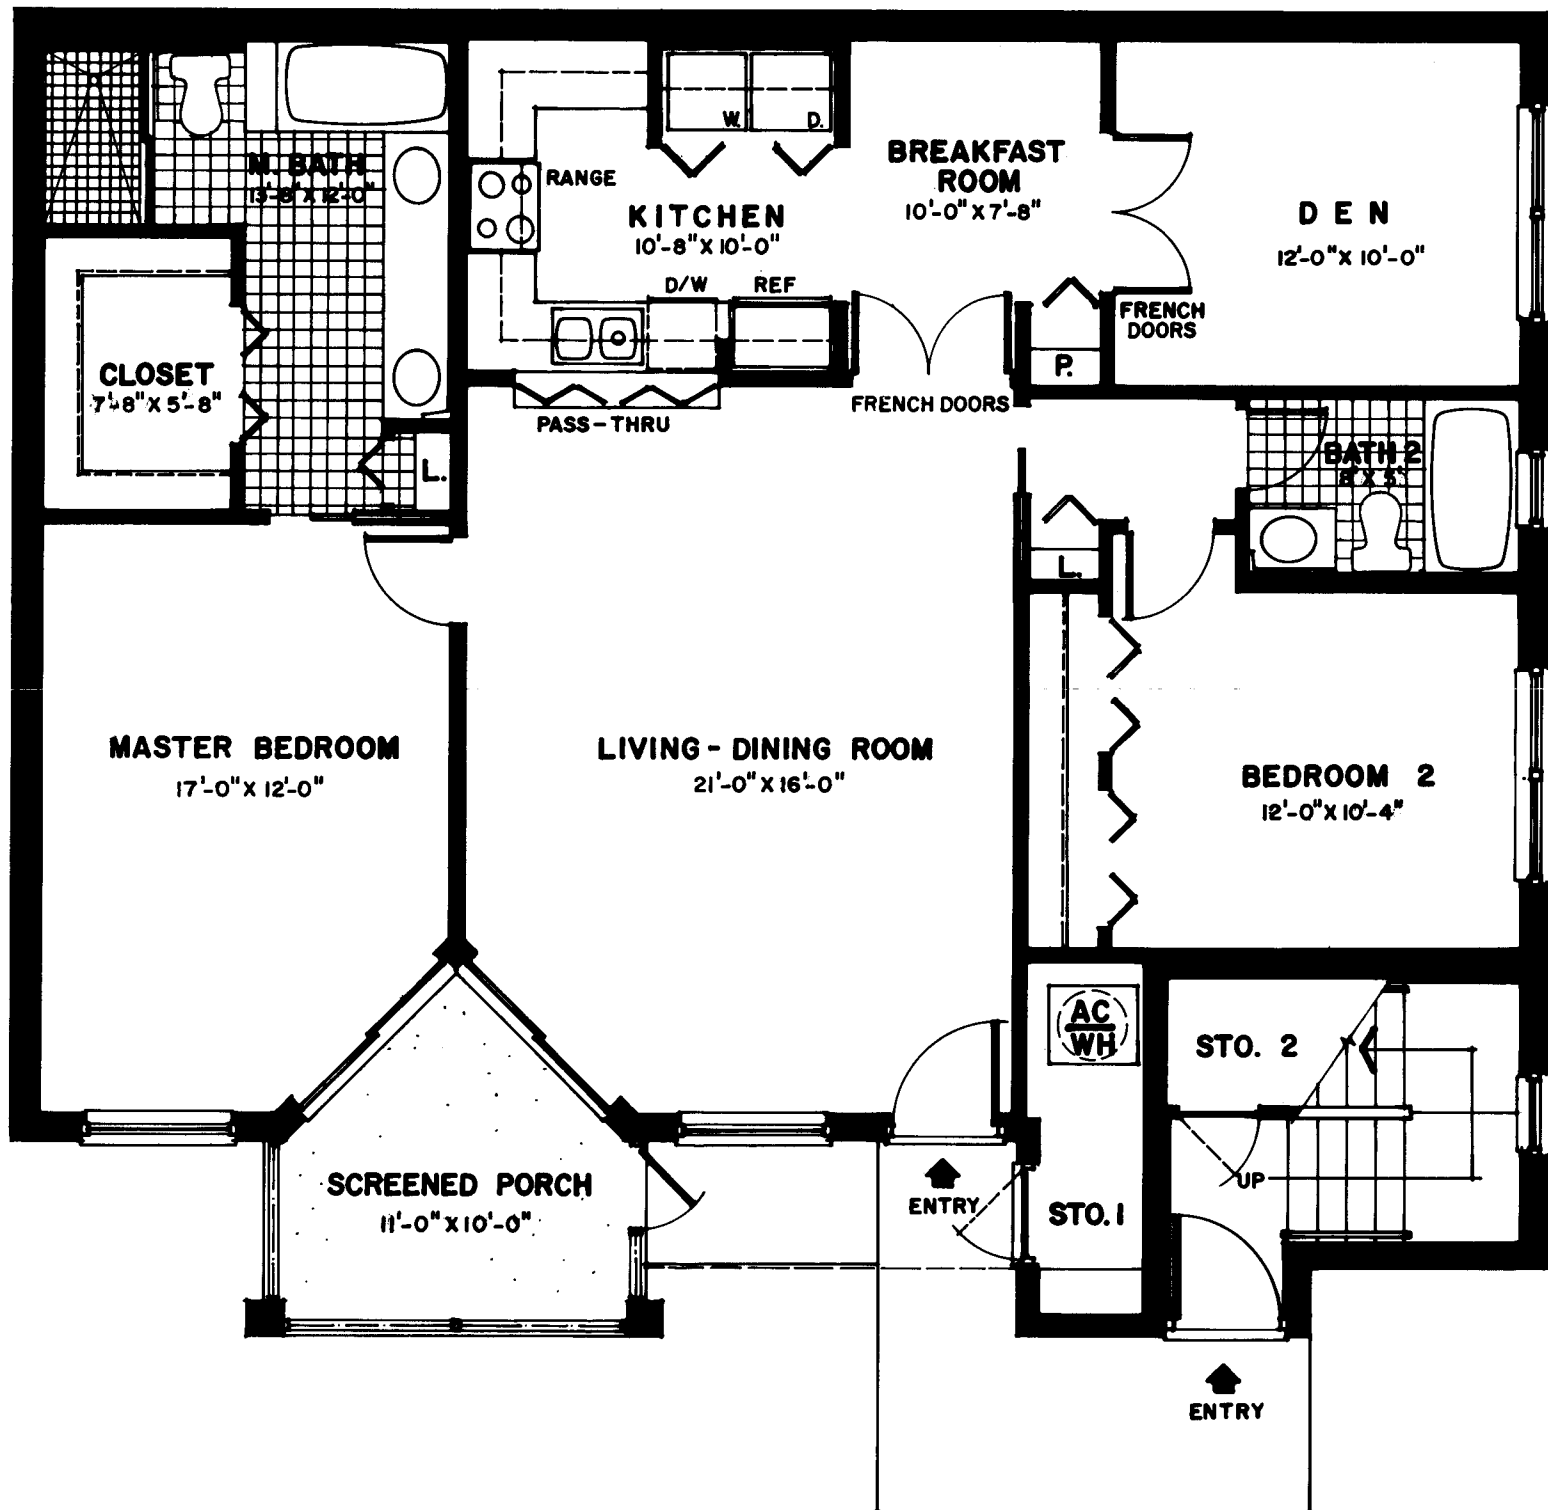 W.
D.
M. BATH
13'-8" X 12'-0"
RANGE
BREAKFAST
ROOM
10'-0" X 7'-8"
KITCHEN
10'-8" X 10'-0"
DEN
12'-0" X 10'-0"
D/W
REF
FRENCH
DOORS
CLOSET
7'-8" X 5'-8"
P.
PASS-THRU
FRENCH DOORS
L.
BATH 2
8' X 5'
L.
MASTER BEDROOM
17'-0" X 12'-0"
LIVING-DINING ROOM
21'-0" X 16'-0"
BEDROOM 2
12'-0" X 10'-4"
AC
WH
STO. 2
SCREENED PORCH
11'-0" X 10'-0"
ENTRY
STO. 1
UP
ENTRY